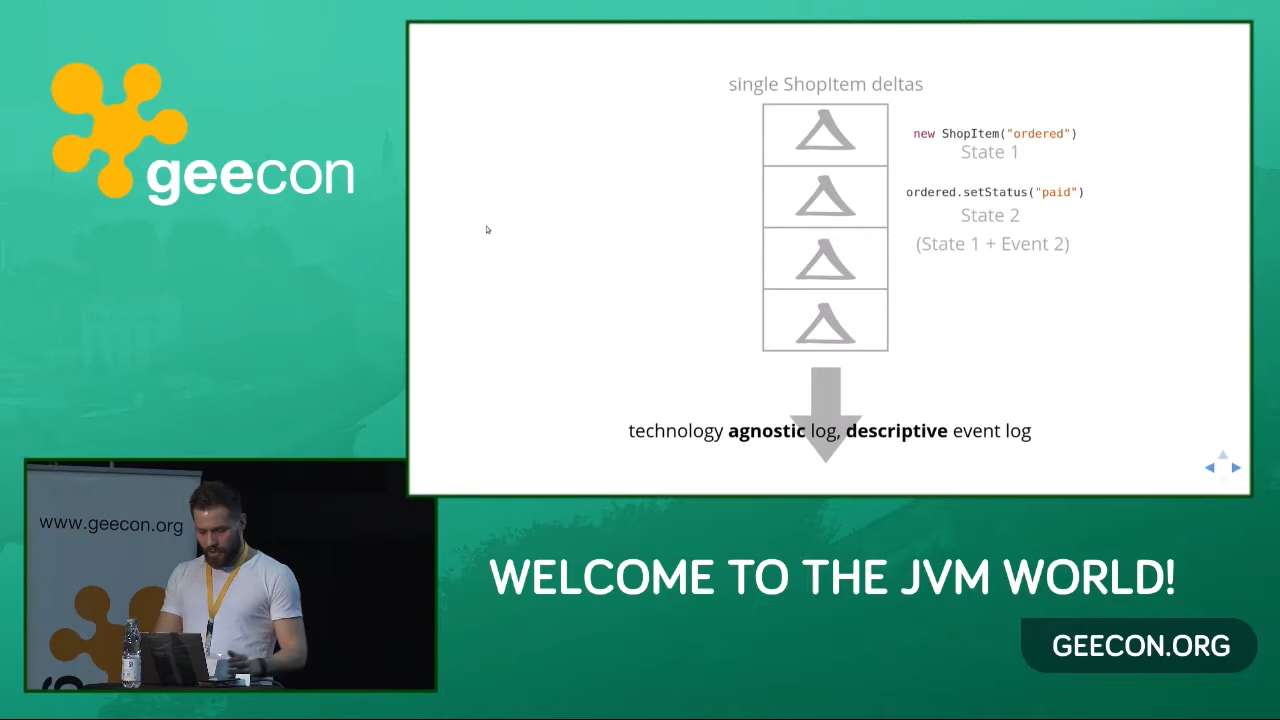 geecon
single ShopItem deltas
new ShopItem("ordered")
State 1
ordered.setStatus("paid")
State 2
(State 1 + Event 2)
technology agnostic log, descriptive event log
www.geecon.org
WELCOME TO THE JVM WORLD!
GEECON.ORG